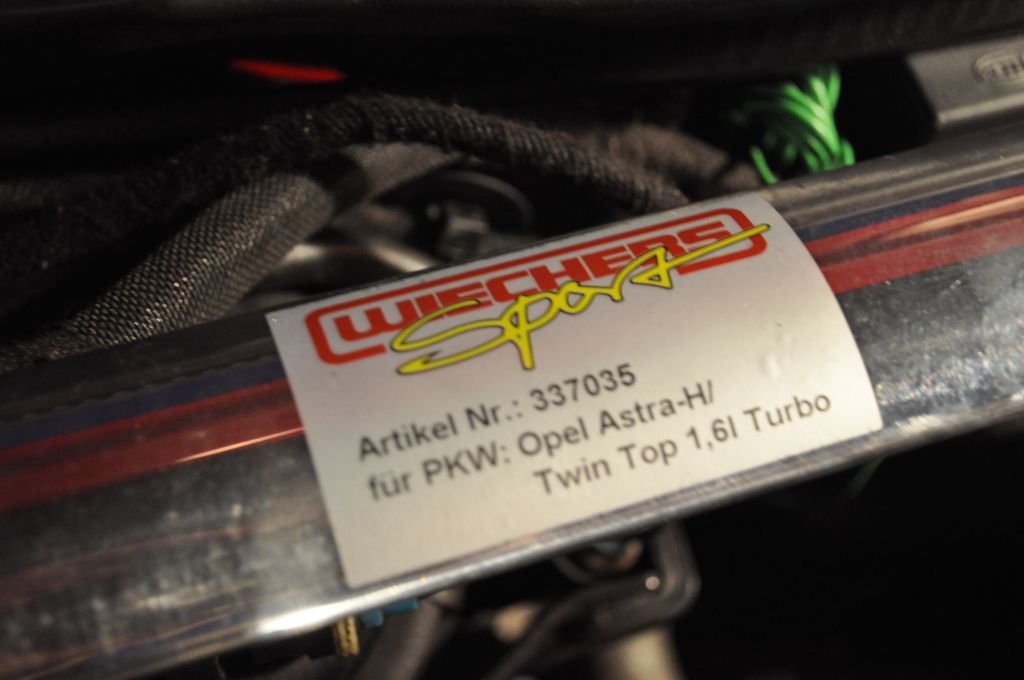 WIECHERS
Sport
Artikel Nr.: 337035
für PKW: Opel Astra-H/
Twin Top 1,6l Turbo